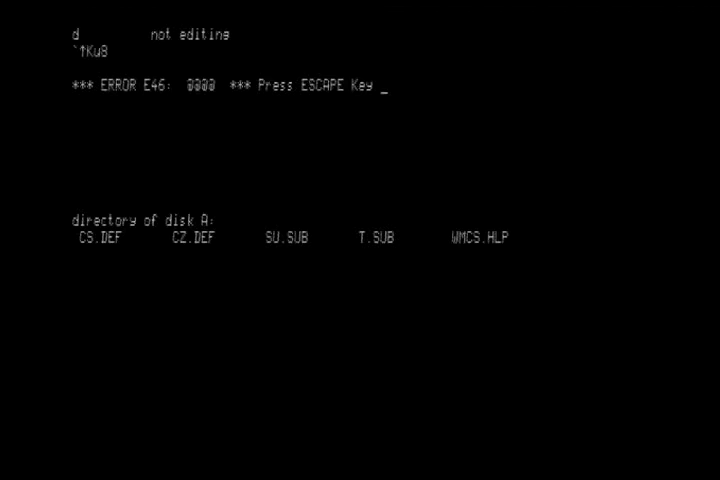 d not editing
`↑Ku8
*** ERROR E46: @@@@ *** Press ESCAPE Key _
directory of disk A:
CS.DEF CZ.DEF SU.SUB T.SUB WMCS.HLP